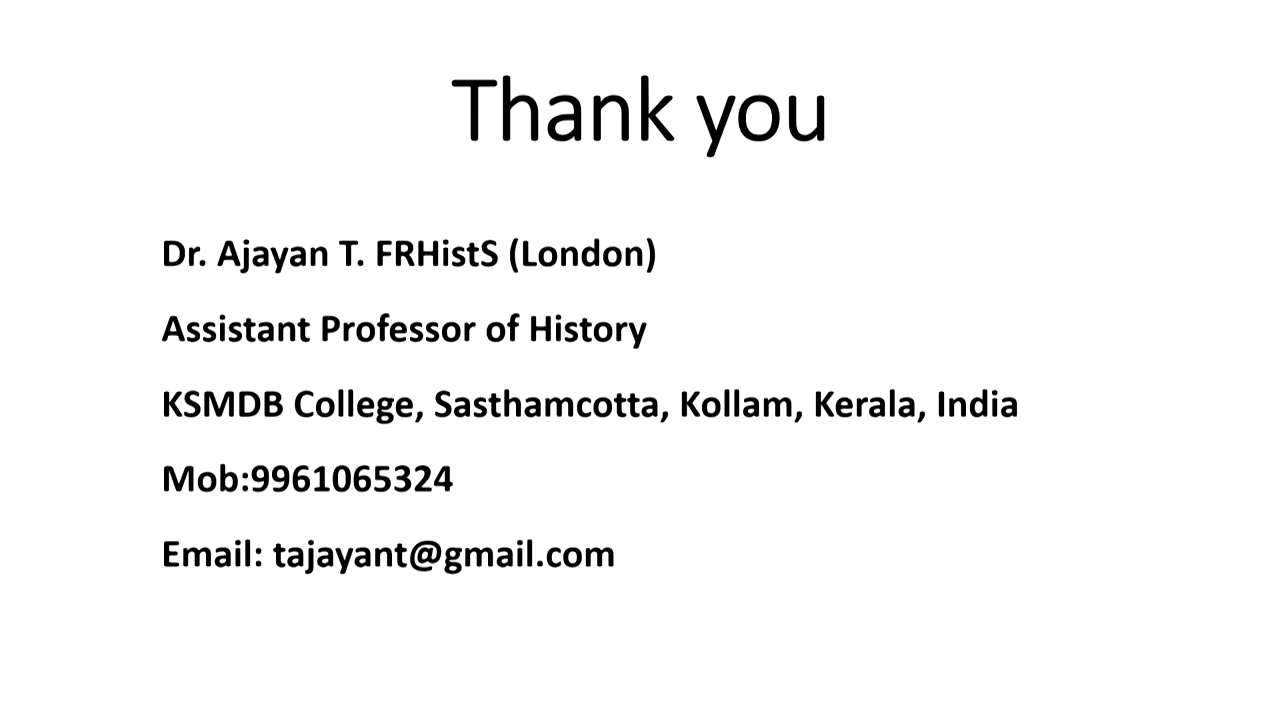 Thank you
Dr. Ajayan T. FRHistS (London)
Assistant Professor of History
KSMDB College, Sasthamcotta, Kollam, Kerala, India
Mob:9961065324
Email: tajayant@gmail.com